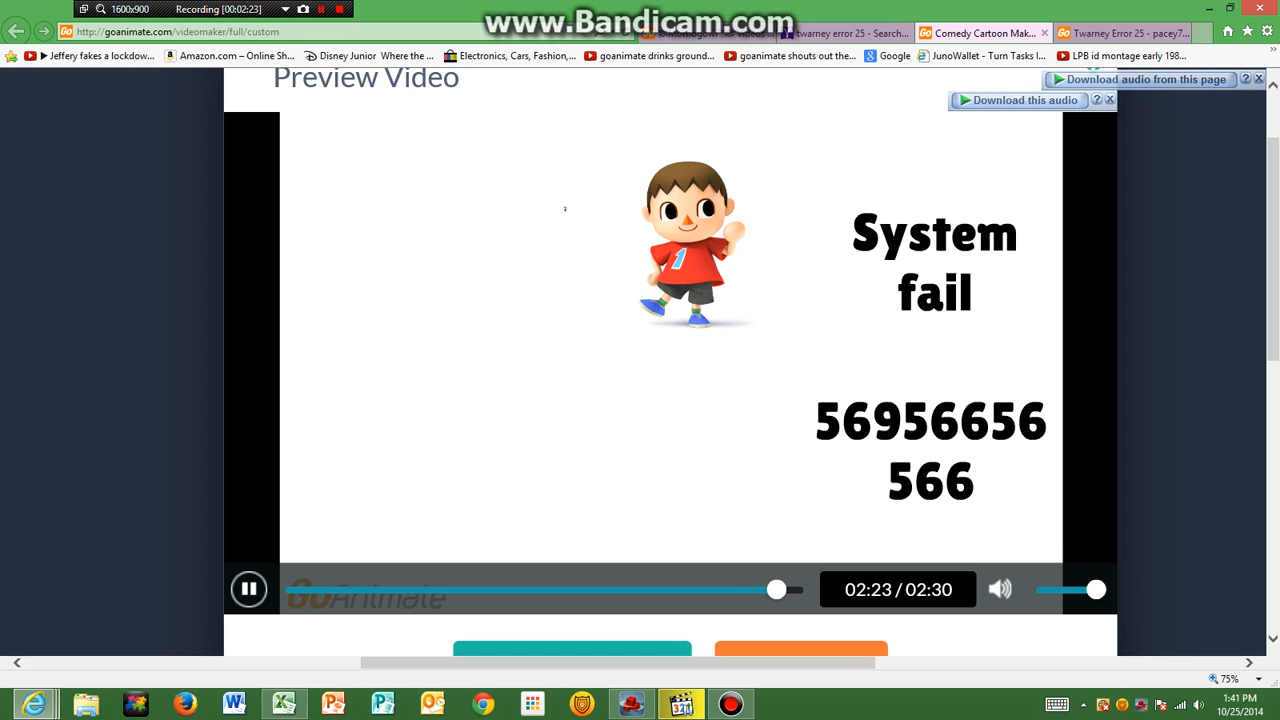 1600x900
Recording [00:02:23]
www.Bandicam.com
http://goanimate.com/videomaker/full/custom
twarney error 25 - Search...
Comedy Cartoon Mak...
Twarney Error 25 - pacey7...
Jeffery fakes a lockdow...
Amazon.com – Online Sh...
Disney Junior Where the ...
Electronics, Cars, Fashion,...
goanimate drinks ground...
goanimate shouts out the...
Google
JunoWallet - Turn Tasks I...
LPB id montage early 198...
Preview Video
Download audio from this page
Download this audio
1
System
fail
56956656
566
GoAnimate
02:23 / 02:30
75%
1:41 PM
10/25/2014